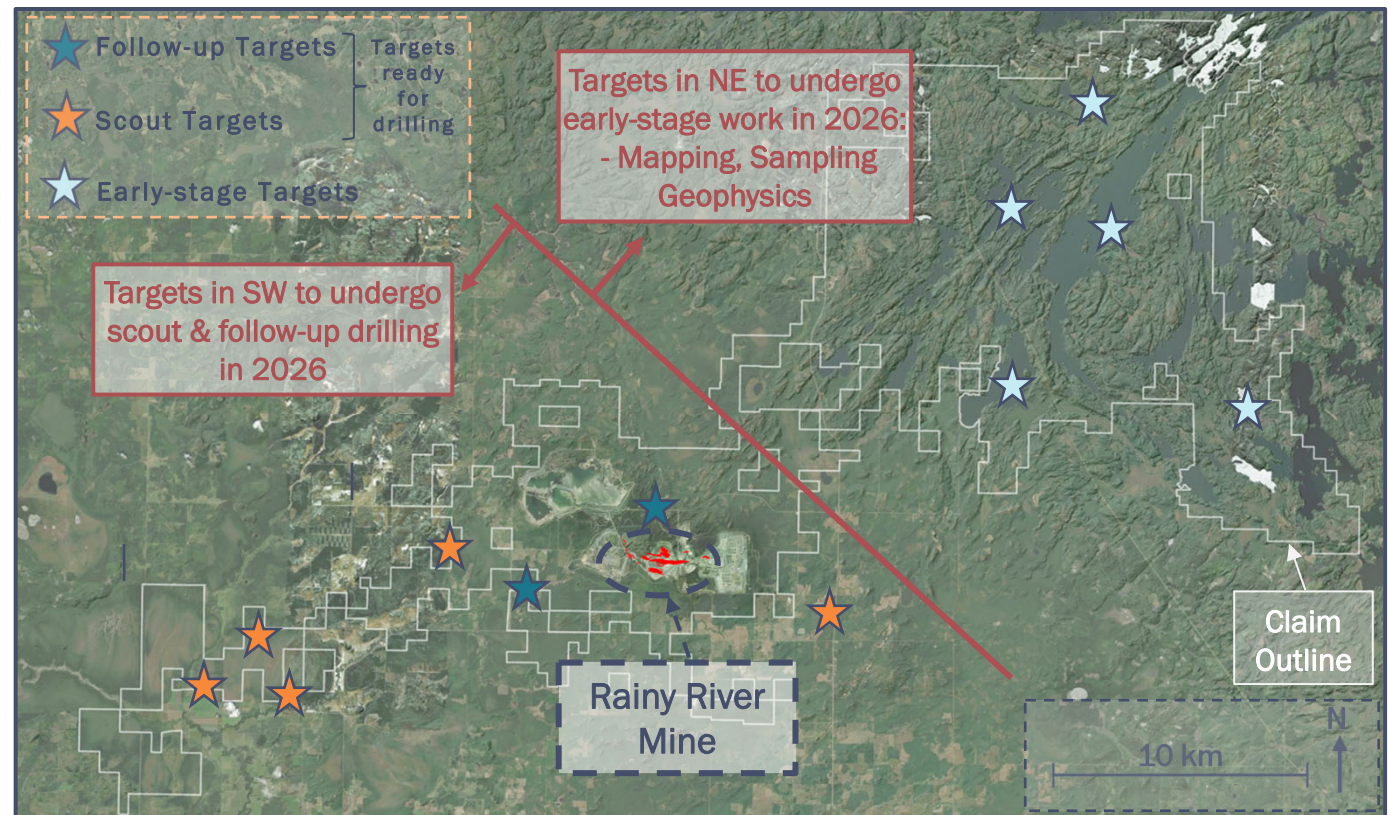 Follow-up Targets
Scout Targets
Early-stage Targets
Targets
ready
for
drilling
Targets in NE to undergo
early-stage work in 2026:
- Mapping, Sampling
Geophysics
Targets in SW to undergo
scout & follow-up drilling
in 2026
Rainy River
Mine
Claim
Outline
N
10 km